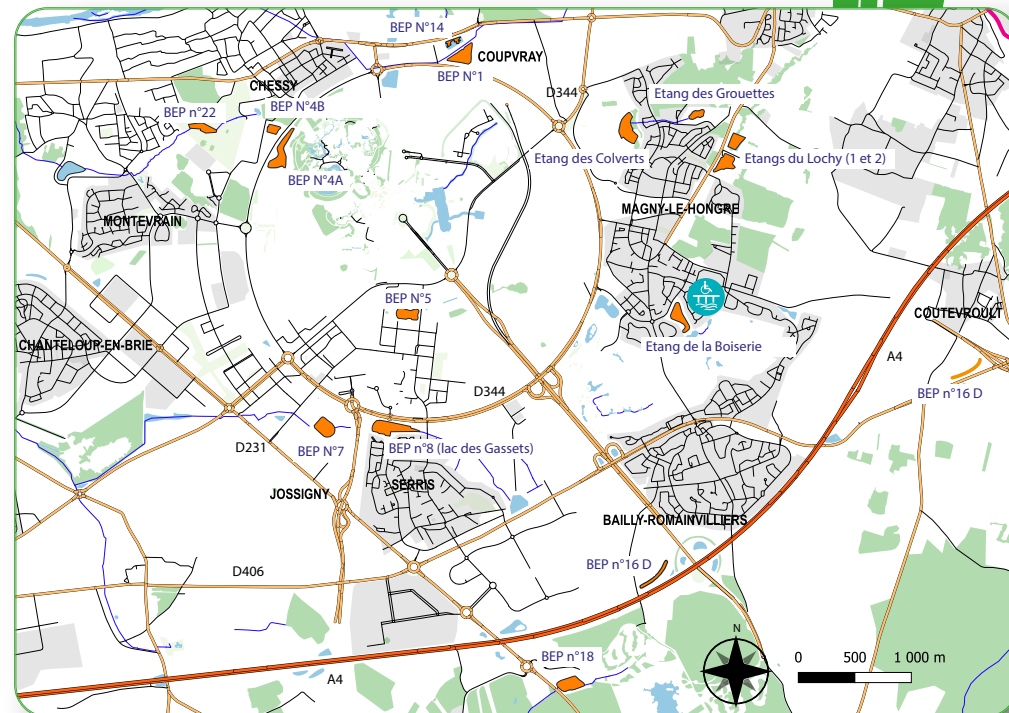 BEP N°14
COUPVRAY
BEP N°1
CHESSY
D344
Etang des Grouettes
BEP N°4B
BEP n°22
Etang des Colverts
Etangs du Lochy (1 et 2)
BEP N°4A
MAGNY-LE-HONGRE
MONTEVRAIN
BEP N°5
COUTEVROULT
CHANTELOUP-EN-BRIE
Etang de la Boiserie
A4
D344
BEP n°16 D
D231
BEP N°7
BEP n°8 (lac des Gassets)
SERRIS
JOSSIGNY
BAILLY-ROMAINVILLIERS
BEP n°16 D
D406
N
BEP n°18
0 500 1 000 m
A4